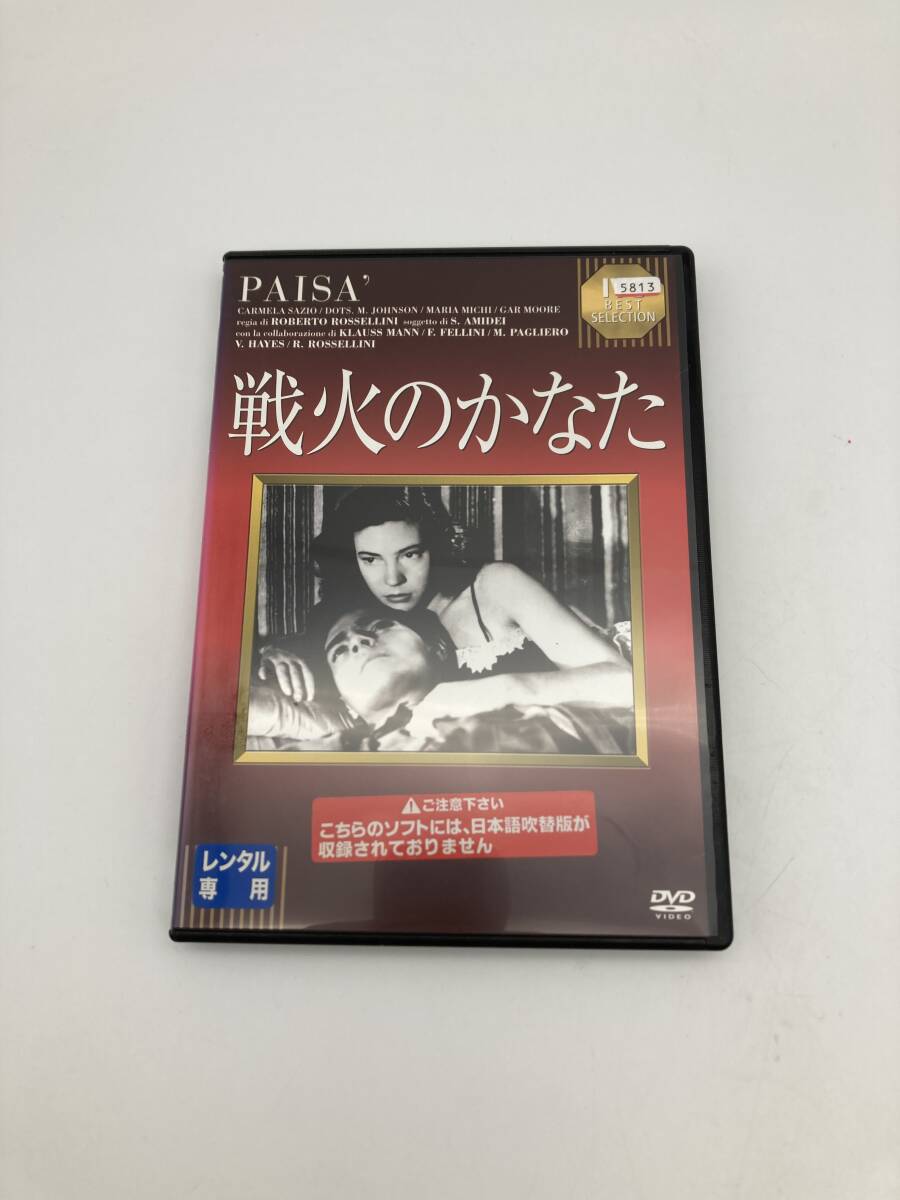 PAISA'
CARMELA SAZIO / DOTS. M. JOHNSON / MARIA MICHI / GAR MOORE
regia di ROBERTO ROSSELLINI soggetto di S. AMIDEI
con la collaborazione di KLAUSS MANN / F. FELLINI / M. PAGLIERO
V. HAYES / R. ROSSELLINI
5813
BEST
SELECTION
戦火のかなた
⚠ご注意下さい
こちらのソフトには、日本語吹替版が
収録されておりません
レンタル
専用
DVD
VIDEO